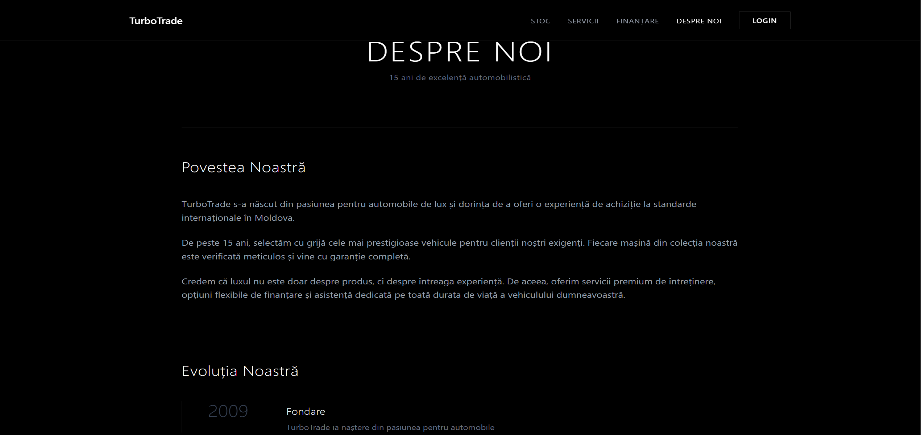 TurboTrade
STOC SERVICII FINANȚARE DESPRE NOI LOGIN
DESPRE NOI
15 ani de excelență automobilistică
Povestea Noastră
TurboTrade s-a născut din pasiunea pentru automobile de lux și dorința de a oferi o experiență de achiziție la standarde
internaționale în Moldova.
De peste 15 ani, selectăm cu grijă cele mai prestigioase vehicule pentru clienții noștri exigenți. Fiecare mașină din colecția noastră
este verificată meticulos și vine cu garanție completă.
Credem că luxul nu este doar despre produs, ci despre întreaga experiență. De aceea, oferim servicii premium de întreținere,
opțiuni flexibile de finanțare și asistență dedicată pe toată durata de viață a vehiculului dumneavoastră.
Evoluția Noastră
2009 Fondare
TurboTrade ia naștere din pasiunea pentru automobile